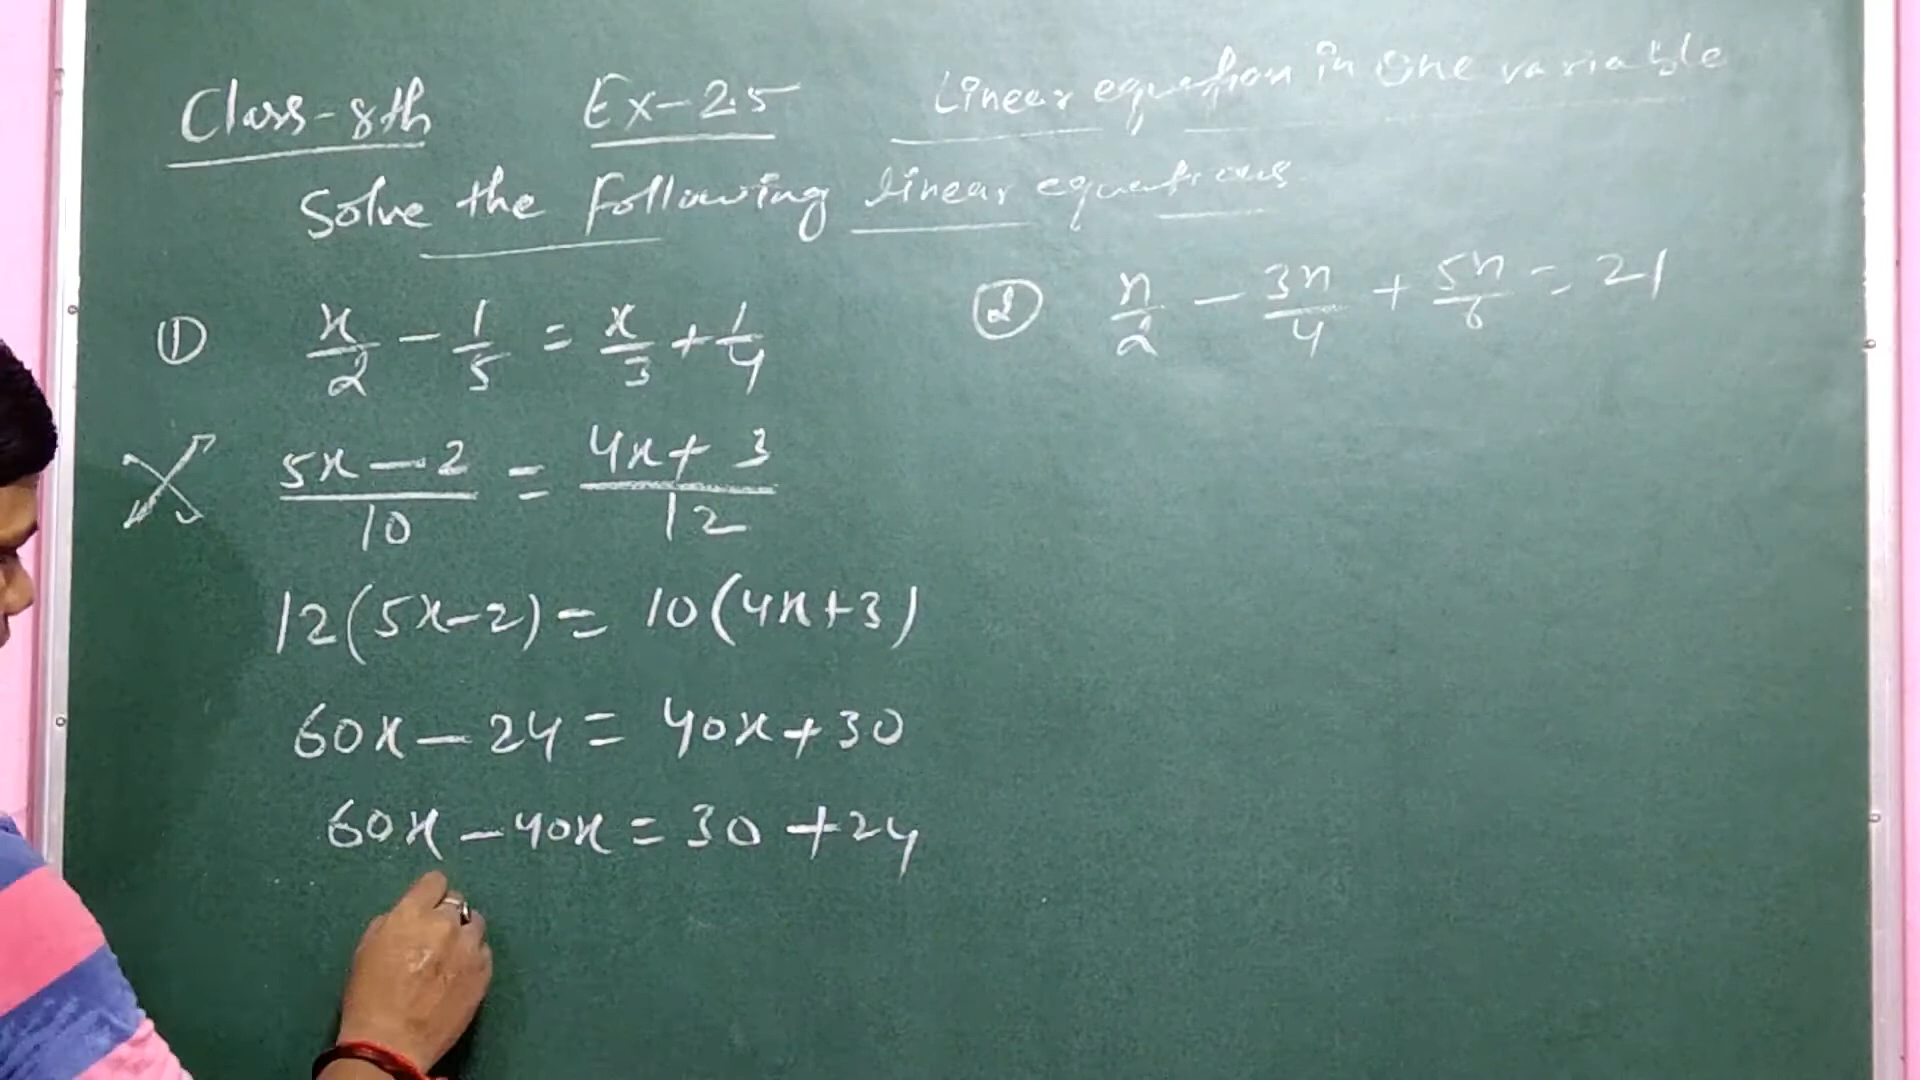 Class-8th Ex-2.5 Linear equation in one variable
Solve the following linear equations.
① x/2 - 1/5 = x/3 + 1/4
(5x-2)/10 = (4x+3)/12
12(5x-2) = 10(4x+3)
60x - 24 = 40x + 30
60x - 40x = 30 + 24
② n/2 - 3n/4 + 5n/6 = 21